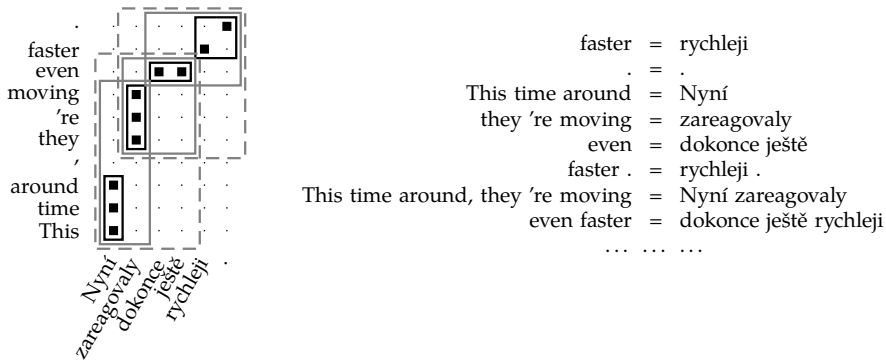 .
faster
even
moving
're
they
,
around
time
This
Nyní
zareagovaly
dokonce
ještě
rychleji
.
faster = rychleji
. = .
This time around = Nyní
they 're moving = zareagovaly
even = dokonce ještě
faster . = rychleji .
This time around, they 're moving = Nyní zareagovaly
even faster = dokonce ještě rychleji
... ... ...